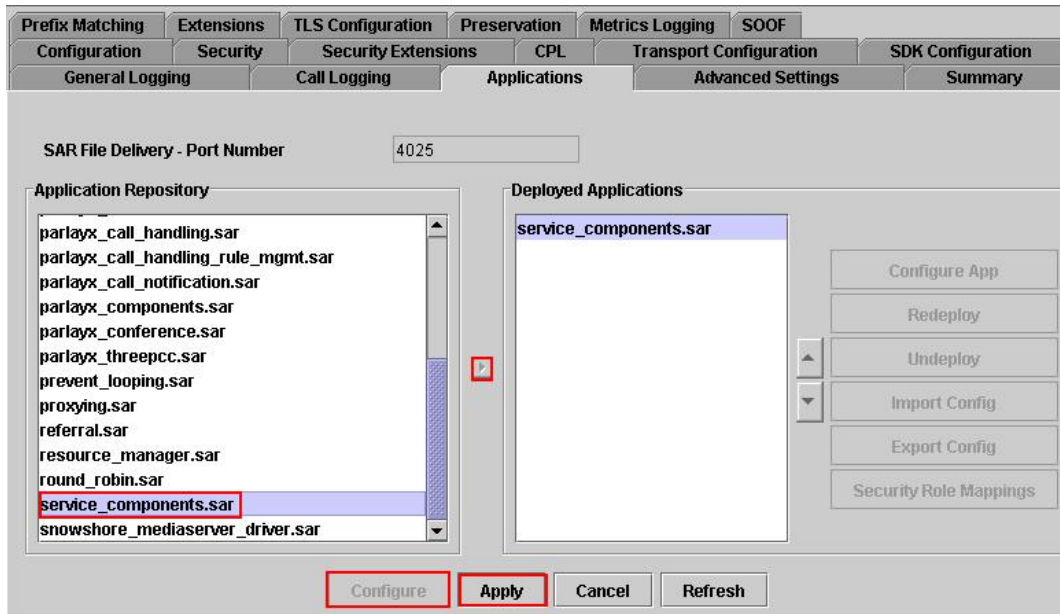 Prefix Matching Extensions TLS Configuration Preservation Metrics Logging SOOF
Configuration Security Security Extensions CPL Transport Configuration SDK Configuration
General Logging Call Logging Applications Advanced Settings Summary
SAR File Delivery - Port Number 4025
Application Repository
parlayx_call_handling.sar
parlayx_call_handling_rule_mgmt.sar
parlayx_call_notification.sar
parlayx_components.sar
parlayx_conference.sar
parlayx_threepcc.sar
prevent_looping.sar
proxying.sar
referral.sar
resource_manager.sar
round_robin.sar
service_components.sar
snowshore_mediaserver_driver.sar
Deployed Applications
service_components.sar
Configure App
Redeploy
Undeploy
Import Config
Export Config
Security Role Mappings
Configure Apply Cancel Refresh